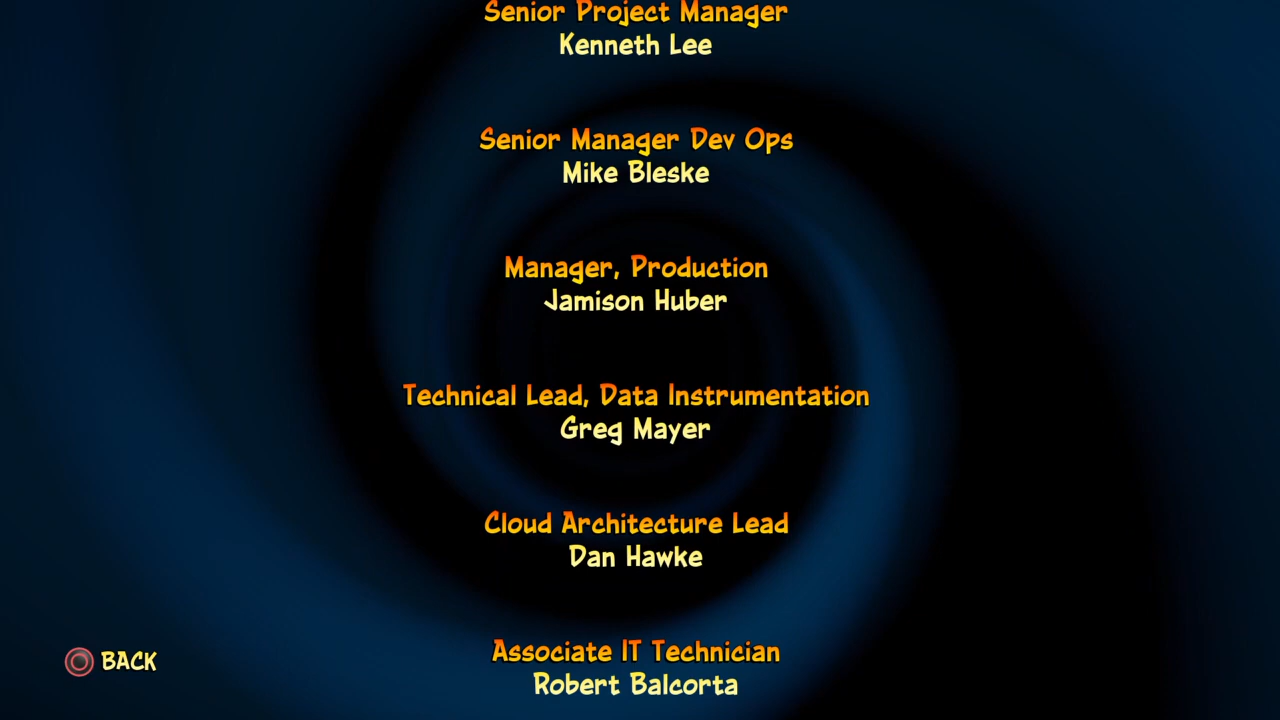 Senior Project Manager
Kenneth Lee
Senior Manager Dev Ops
Mike Bleske
Manager, Production
Jamison Huber
Technical Lead, Data Instrumentation
Greg Mayer
Cloud Architecture Lead
Dan Hawke
Associate IT Technician
Robert Balcorta
BACK